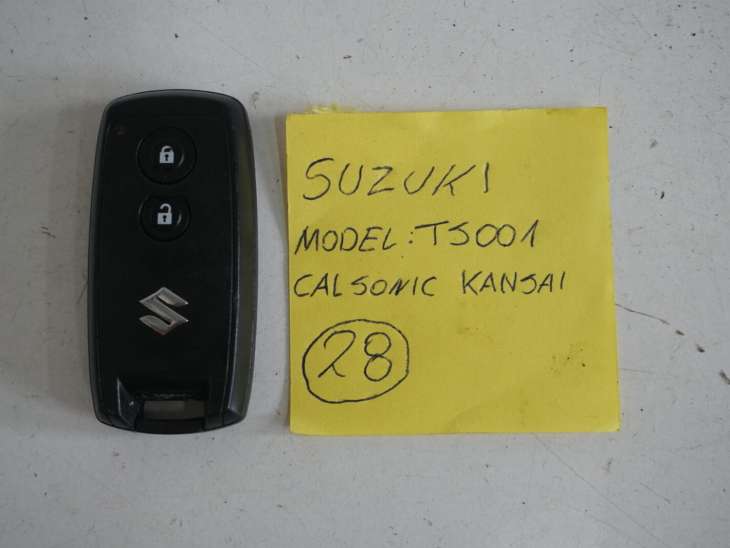 SUZUKI
MODEL: TS001
CALSONIC KANSAI
28